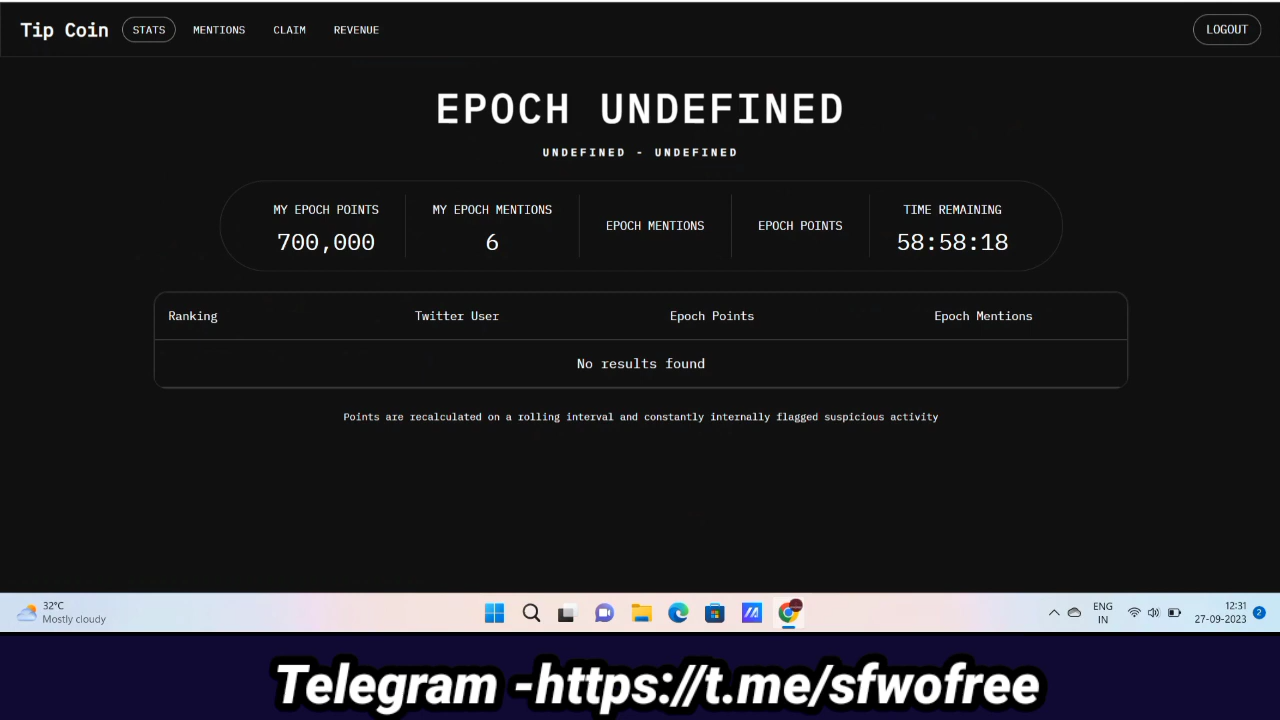 Tip Coin STATS MENTIONS CLAIM REVENUE LOGOUT
EPOCH UNDEFINED
UNDEFINED - UNDEFINED
MY EPOCH POINTS MY EPOCH MENTIONS EPOCH MENTIONS EPOCH POINTS TIME REMAINING
700,000 6 58:58:18
Ranking Twitter User Epoch Points Epoch Mentions
No results found
Points are recalculated on a rolling interval and constantly internally flagged suspicious activity
32°C ENG 12:31
Mostly cloudy IN 27-09-2023 2
Telegram -https://t.me/sfwofree